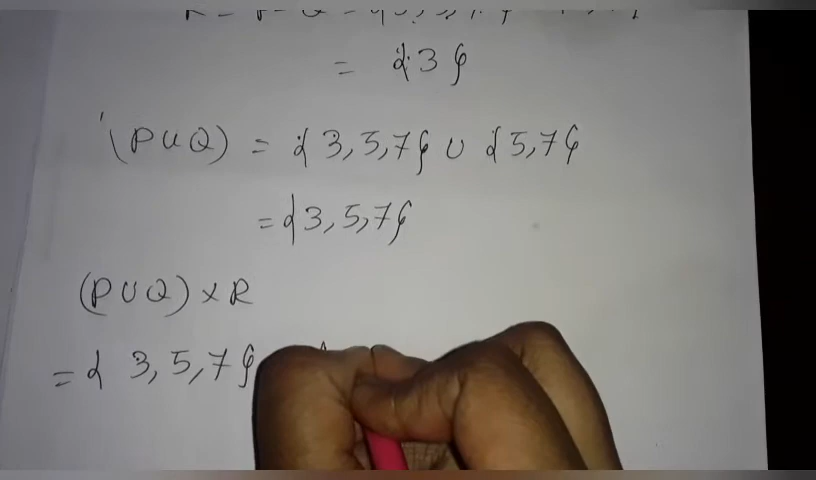 = {3}
(P∪Q) = {3,5,7} ∪ {5,7}
= {3,5,7}
(P∪Q) × R
= { 3,5,7}